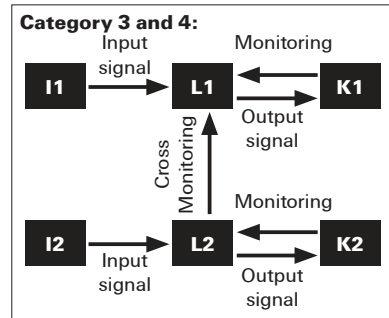 Category 3 and 4:
Input
signal
Monitoring
I1
L1
K1
Output
signal
Cross
Monitoring
Monitoring
I2
L2
K2
Input
signal
Output
signal